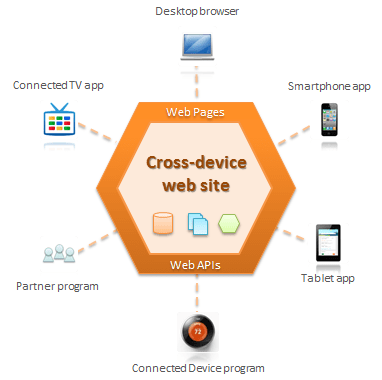 Desktop browser
Connected TV app
Smartphone app
Web Pages
Cross-device
web site
Web APIs
Partner program
Tablet app
72
Connected Device program